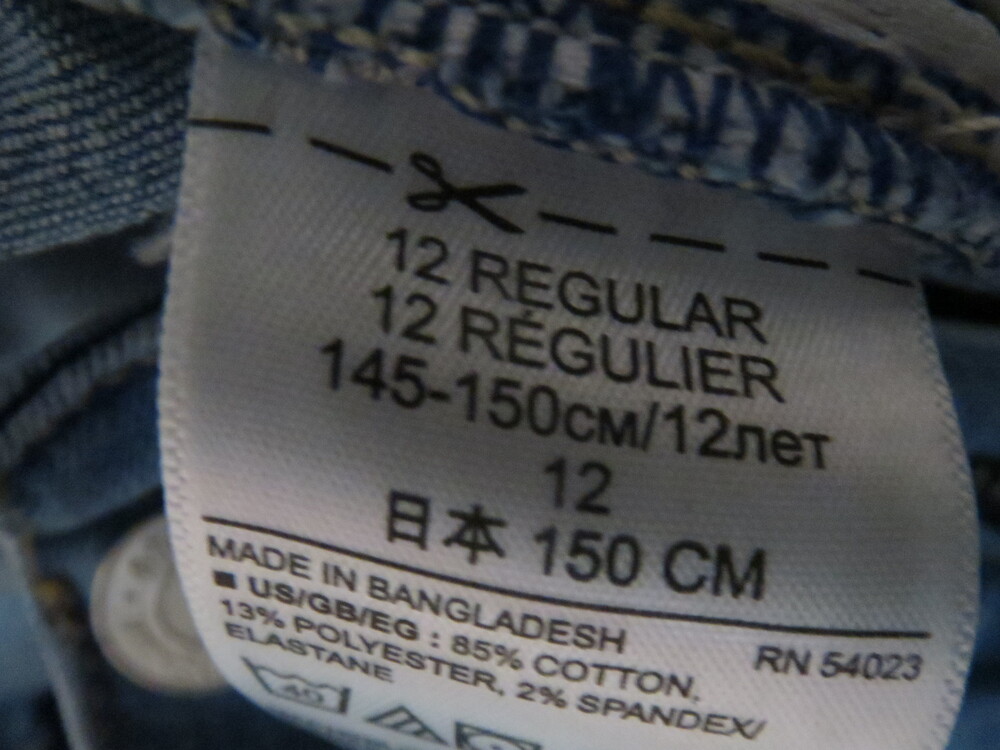 12 REGULAR
12 RÉGULIER
145-150см/12лет
12
日本 150 CM
MADE IN BANGLADESH RN 54023
■ US/GB/EG : 85% COTTON,
13% POLYESTER, 2% SPANDEX/
ELASTANE
40